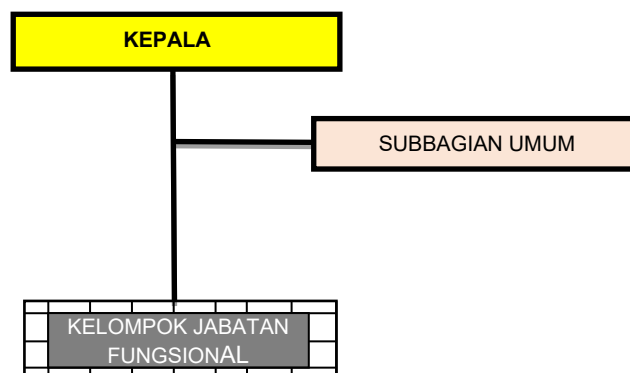 KEPALA
SUBBAGIAN UMUM
KELOMPOK JABATAN
FUNGSIONAL